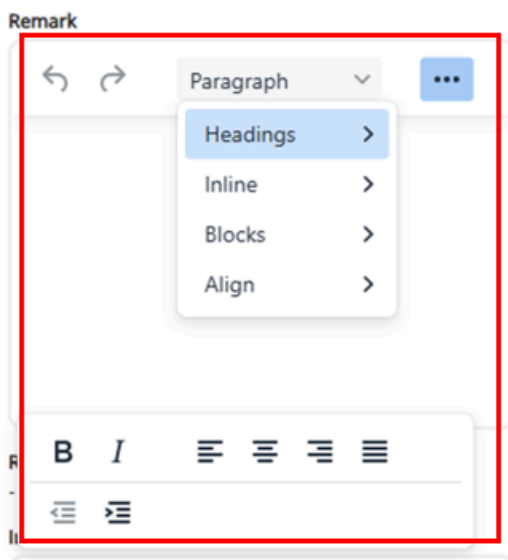 Remark
Paragraph
Headings
Inline
Blocks
Align
B I
R
-